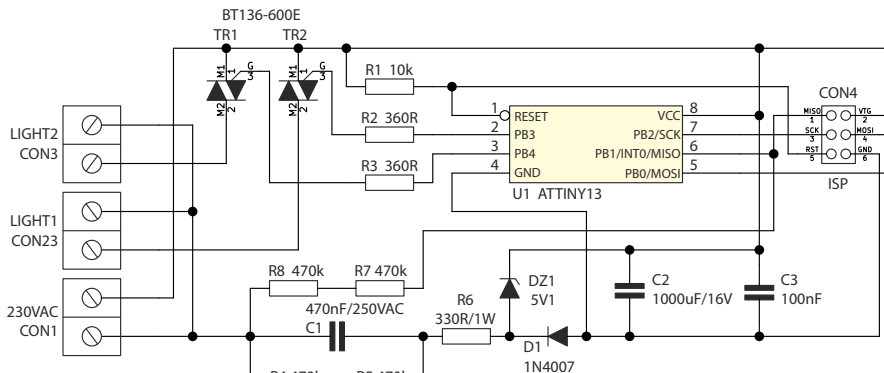 BT136-600E
TR1
TR2
M1
1
G
3
M2
2
M1
1
G
3
M2
2
R1 10k
R2 360R
R3 360R
1
RESET
VCC
8
2
PB3
PB2/SCK
7
3
PB4
PB1/INT0/MISO
6
4
GND
PB0/MOSI
5
U1 ATTINY13
CON4
MISO
1
VTG
2
SCK
3
MOSI
4
RST
5
GND
6
ISP
LIGHT2
CON3
LIGHT1
CON23
230VAC
CON1
R8 470k
R7 470k
470nF/250VAC
C1
R6
330R/1W
DZ1
5V1
D1
1N4007
C2
1000uF/16V
C3
100nF